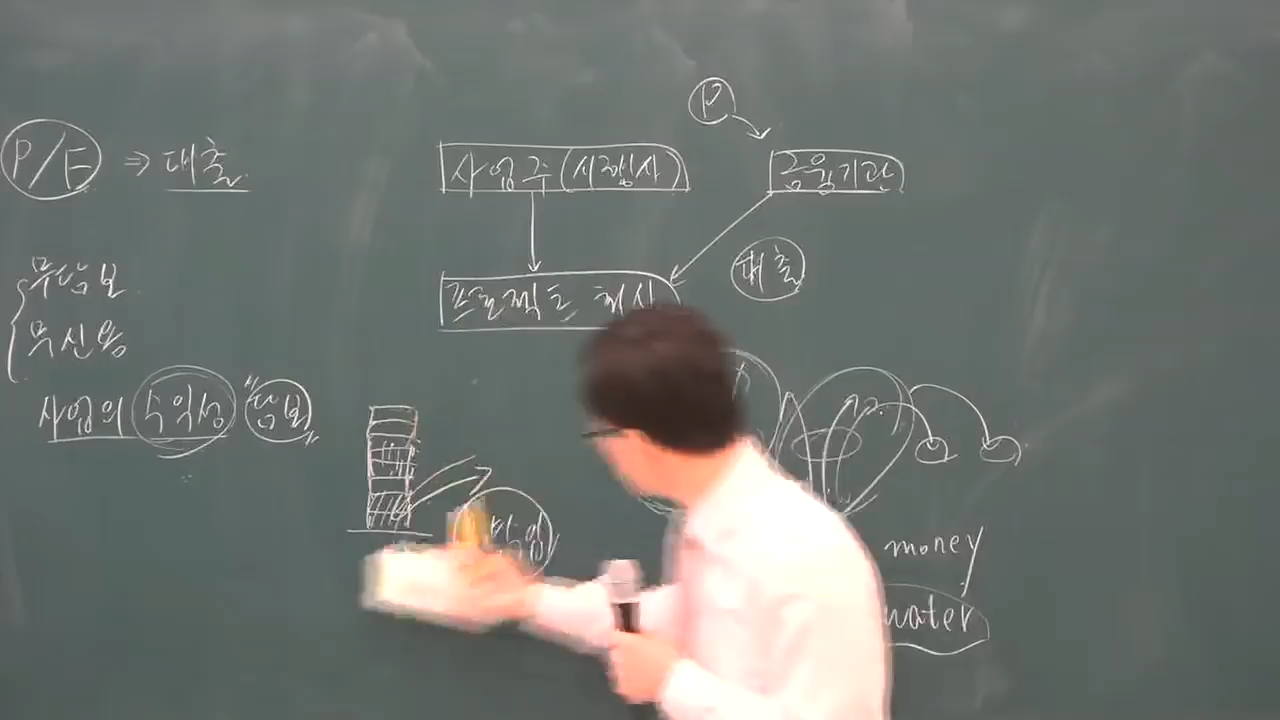 P/F ⇒ 대출
무담보
무신용
사업의 수익성 "담보"
P
사업주(시행사)
금융기관
프로젝트 회사
대출
money
water